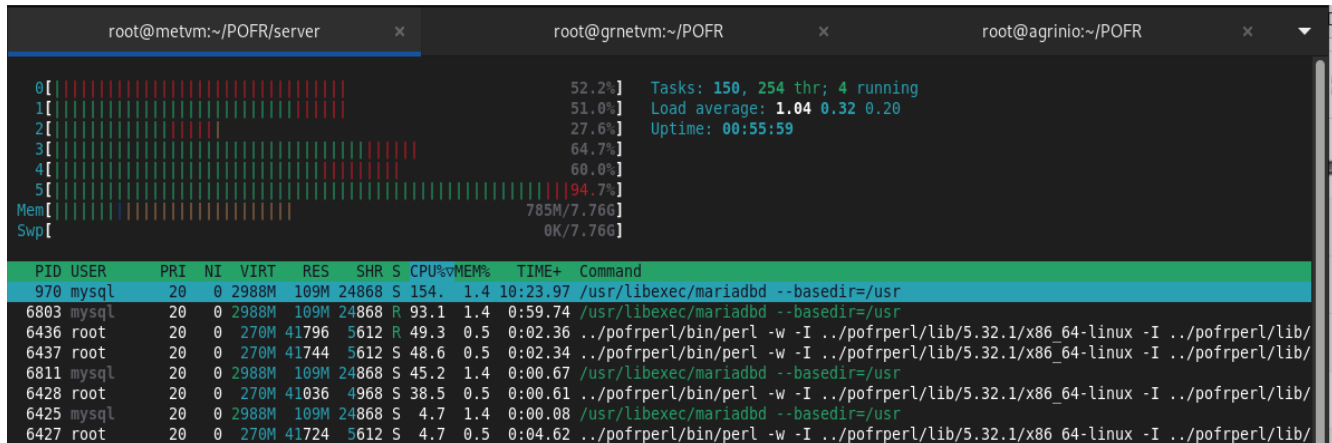 root@metvm:~/POFR/server × root@grnetvm:~/POFR × root@agrinio:~/POFR ×
0[ 52.2%] Tasks: 150, 254 thr; 4 running
1[ 51.0%] Load average: 1.04 0.32 0.20
2[ 27.6%] Uptime: 00:55:59
3[ 64.7%]
4[ 60.0%]
5[ 94.7%]
Mem[ 785M/7.76G]
Swp[ 0K/7.76G]
PID USER PRI NI VIRT RES SHR S CPU%▽MEM% TIME+ Command
970 mysql 20 0 2988M 109M 24868 S 154. 1.4 10:23.97 /usr/libexec/mariadbd --basedir=/usr
6803 mysql 20 0 2988M 109M 24868 R 93.1 1.4 0:59.74 /usr/libexec/mariadbd --basedir=/usr
6436 root 20 0 270M 41796 5612 R 49.3 0.5 0:02.36 ../pofrperl/bin/perl -w -I ../pofrperl/lib/5.32.1/x86_64-linux -I ../pofrperl/lib/
6437 root 20 0 270M 41744 5612 S 48.6 0.5 0:02.34 ../pofrperl/bin/perl -w -I ../pofrperl/lib/5.32.1/x86_64-linux -I ../pofrperl/lib/
6811 mysql 20 0 2988M 109M 24868 S 45.2 1.4 0:00.67 /usr/libexec/mariadbd --basedir=/usr
6428 root 20 0 270M 41036 4968 S 38.5 0.5 0:00.61 ../pofrperl/bin/perl -w -I ../pofrperl/lib/5.32.1/x86_64-linux -I ../pofrperl/lib/
6425 mysql 20 0 2988M 109M 24868 S 4.7 1.4 0:00.08 /usr/libexec/mariadbd --basedir=/usr
6427 root 20 0 270M 41724 5612 S 4.7 0.5 0:04.62 ../pofrperl/bin/perl -w -I ../pofrperl/lib/5.32.1/x86_64-linux -I ../pofrperl/lib/